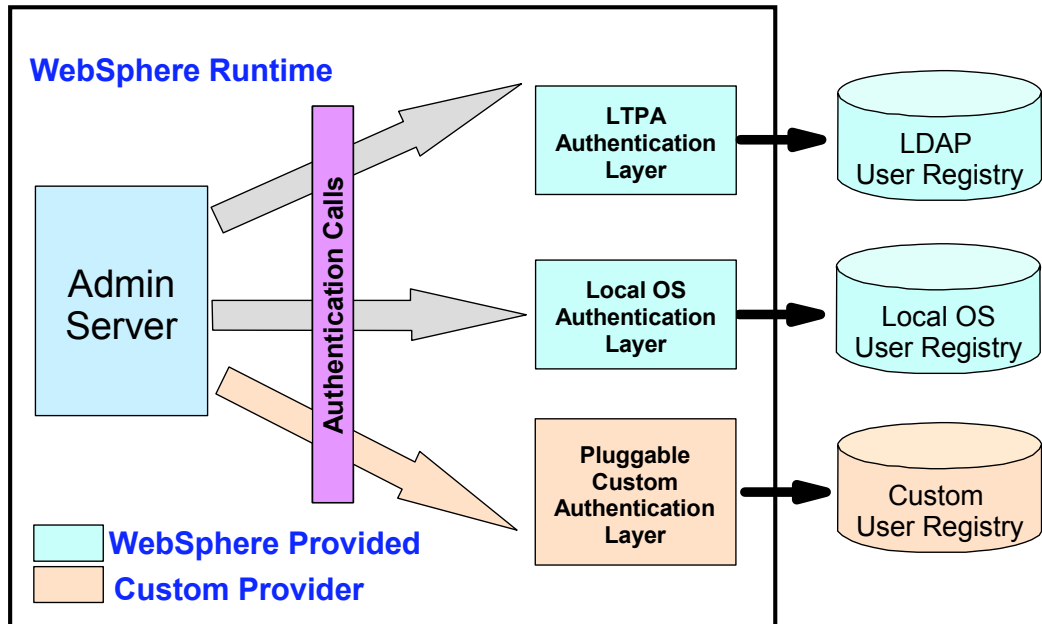 WebSphere Runtime
Admin
Server
Authentication Calls
LTPA
Authentication
Layer
LDAP
User Registry
Local OS
Authentication
Layer
Local OS
User Registry
Pluggable
Custom
Authentication
Layer
Custom
User Registry
WebSphere Provided
Custom Provider